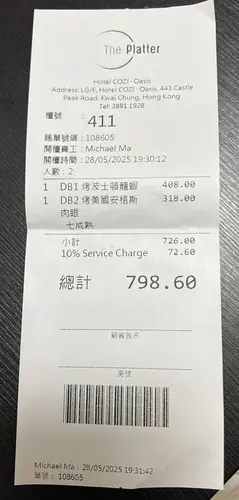 The Platter
Hotel COZi · Oasis
Address: LG/F, Hotel COZi · Oasis, 443 Castle
Peak Road, Kwai Chung, Hong Kong
Tel: 3891 1928
檯號 : 411
賬單號碼 : 108605
開檯員工 : Michael Ma
開檯時間 : 28/05/2025 19:30:12
人數 : 2
1 DB1 烤波士頓龍蝦 408.00
1 DB2 烤美國安格斯 318.00
肉眼
七成熟
小計 726.00
10% Service Charge 72.60
總計 798.60
顧客簽名
房號
Michael Ma : 28/05/2025 19:31:42
單號 : 108605